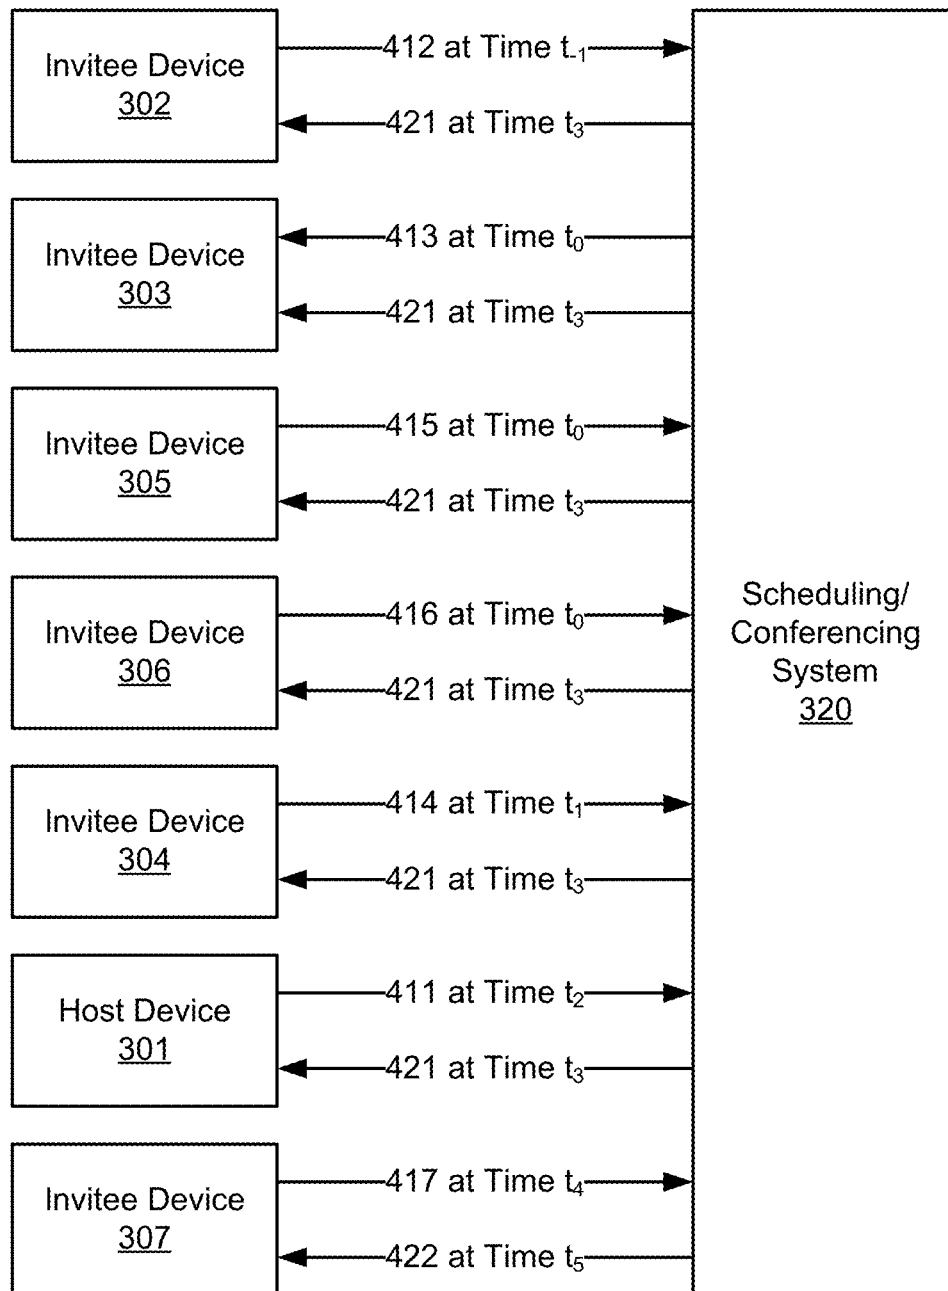 Invitee Device
302
412 at Time t₋₁
421 at Time t₃
Invitee Device
303
413 at Time t₀
421 at Time t₃
Invitee Device
305
415 at Time t₀
421 at Time t₃
Invitee Device
306
416 at Time t₀
421 at Time t₃
Scheduling/
Conferencing
System
320
Invitee Device
304
414 at Time t₁
421 at Time t₃
Host Device
301
411 at Time t₂
421 at Time t₃
Invitee Device
307
417 at Time t₄
422 at Time t₅